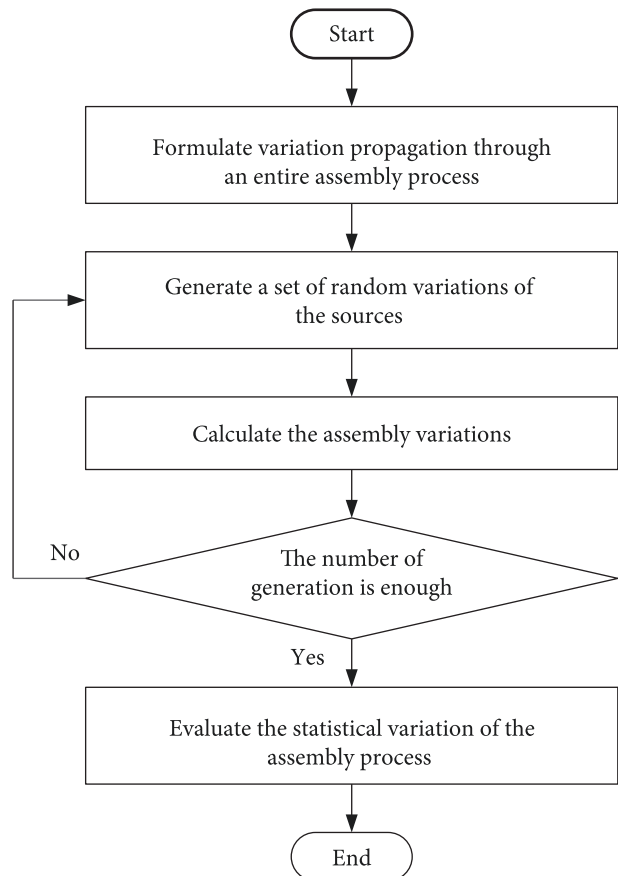 Start
Formulate variation propagation through
an entire assembly process
Generate a set of random variations of
the sources
Calculate the assembly variations
The number of
generation is enough
No
Yes
Evaluate the statistical variation of the
assembly process
End